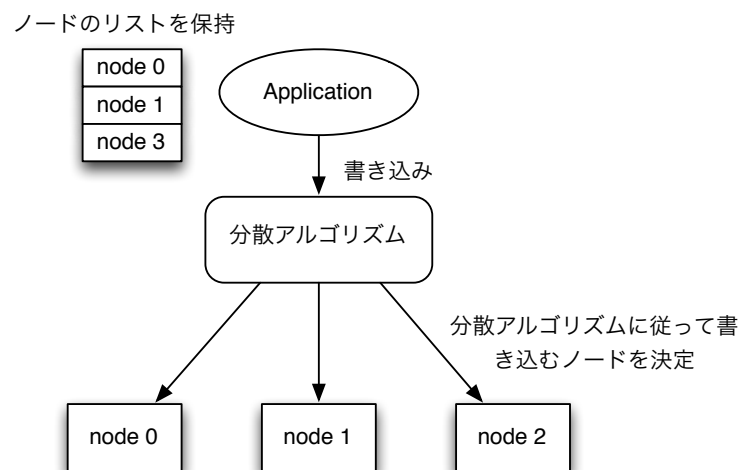 ノードのリストを保持
node 0
node 1
node 3
Application
書き込み
分散アルゴリズム
分散アルゴリズムに従って書
き込むノードを決定
node 0
node 1
node 2